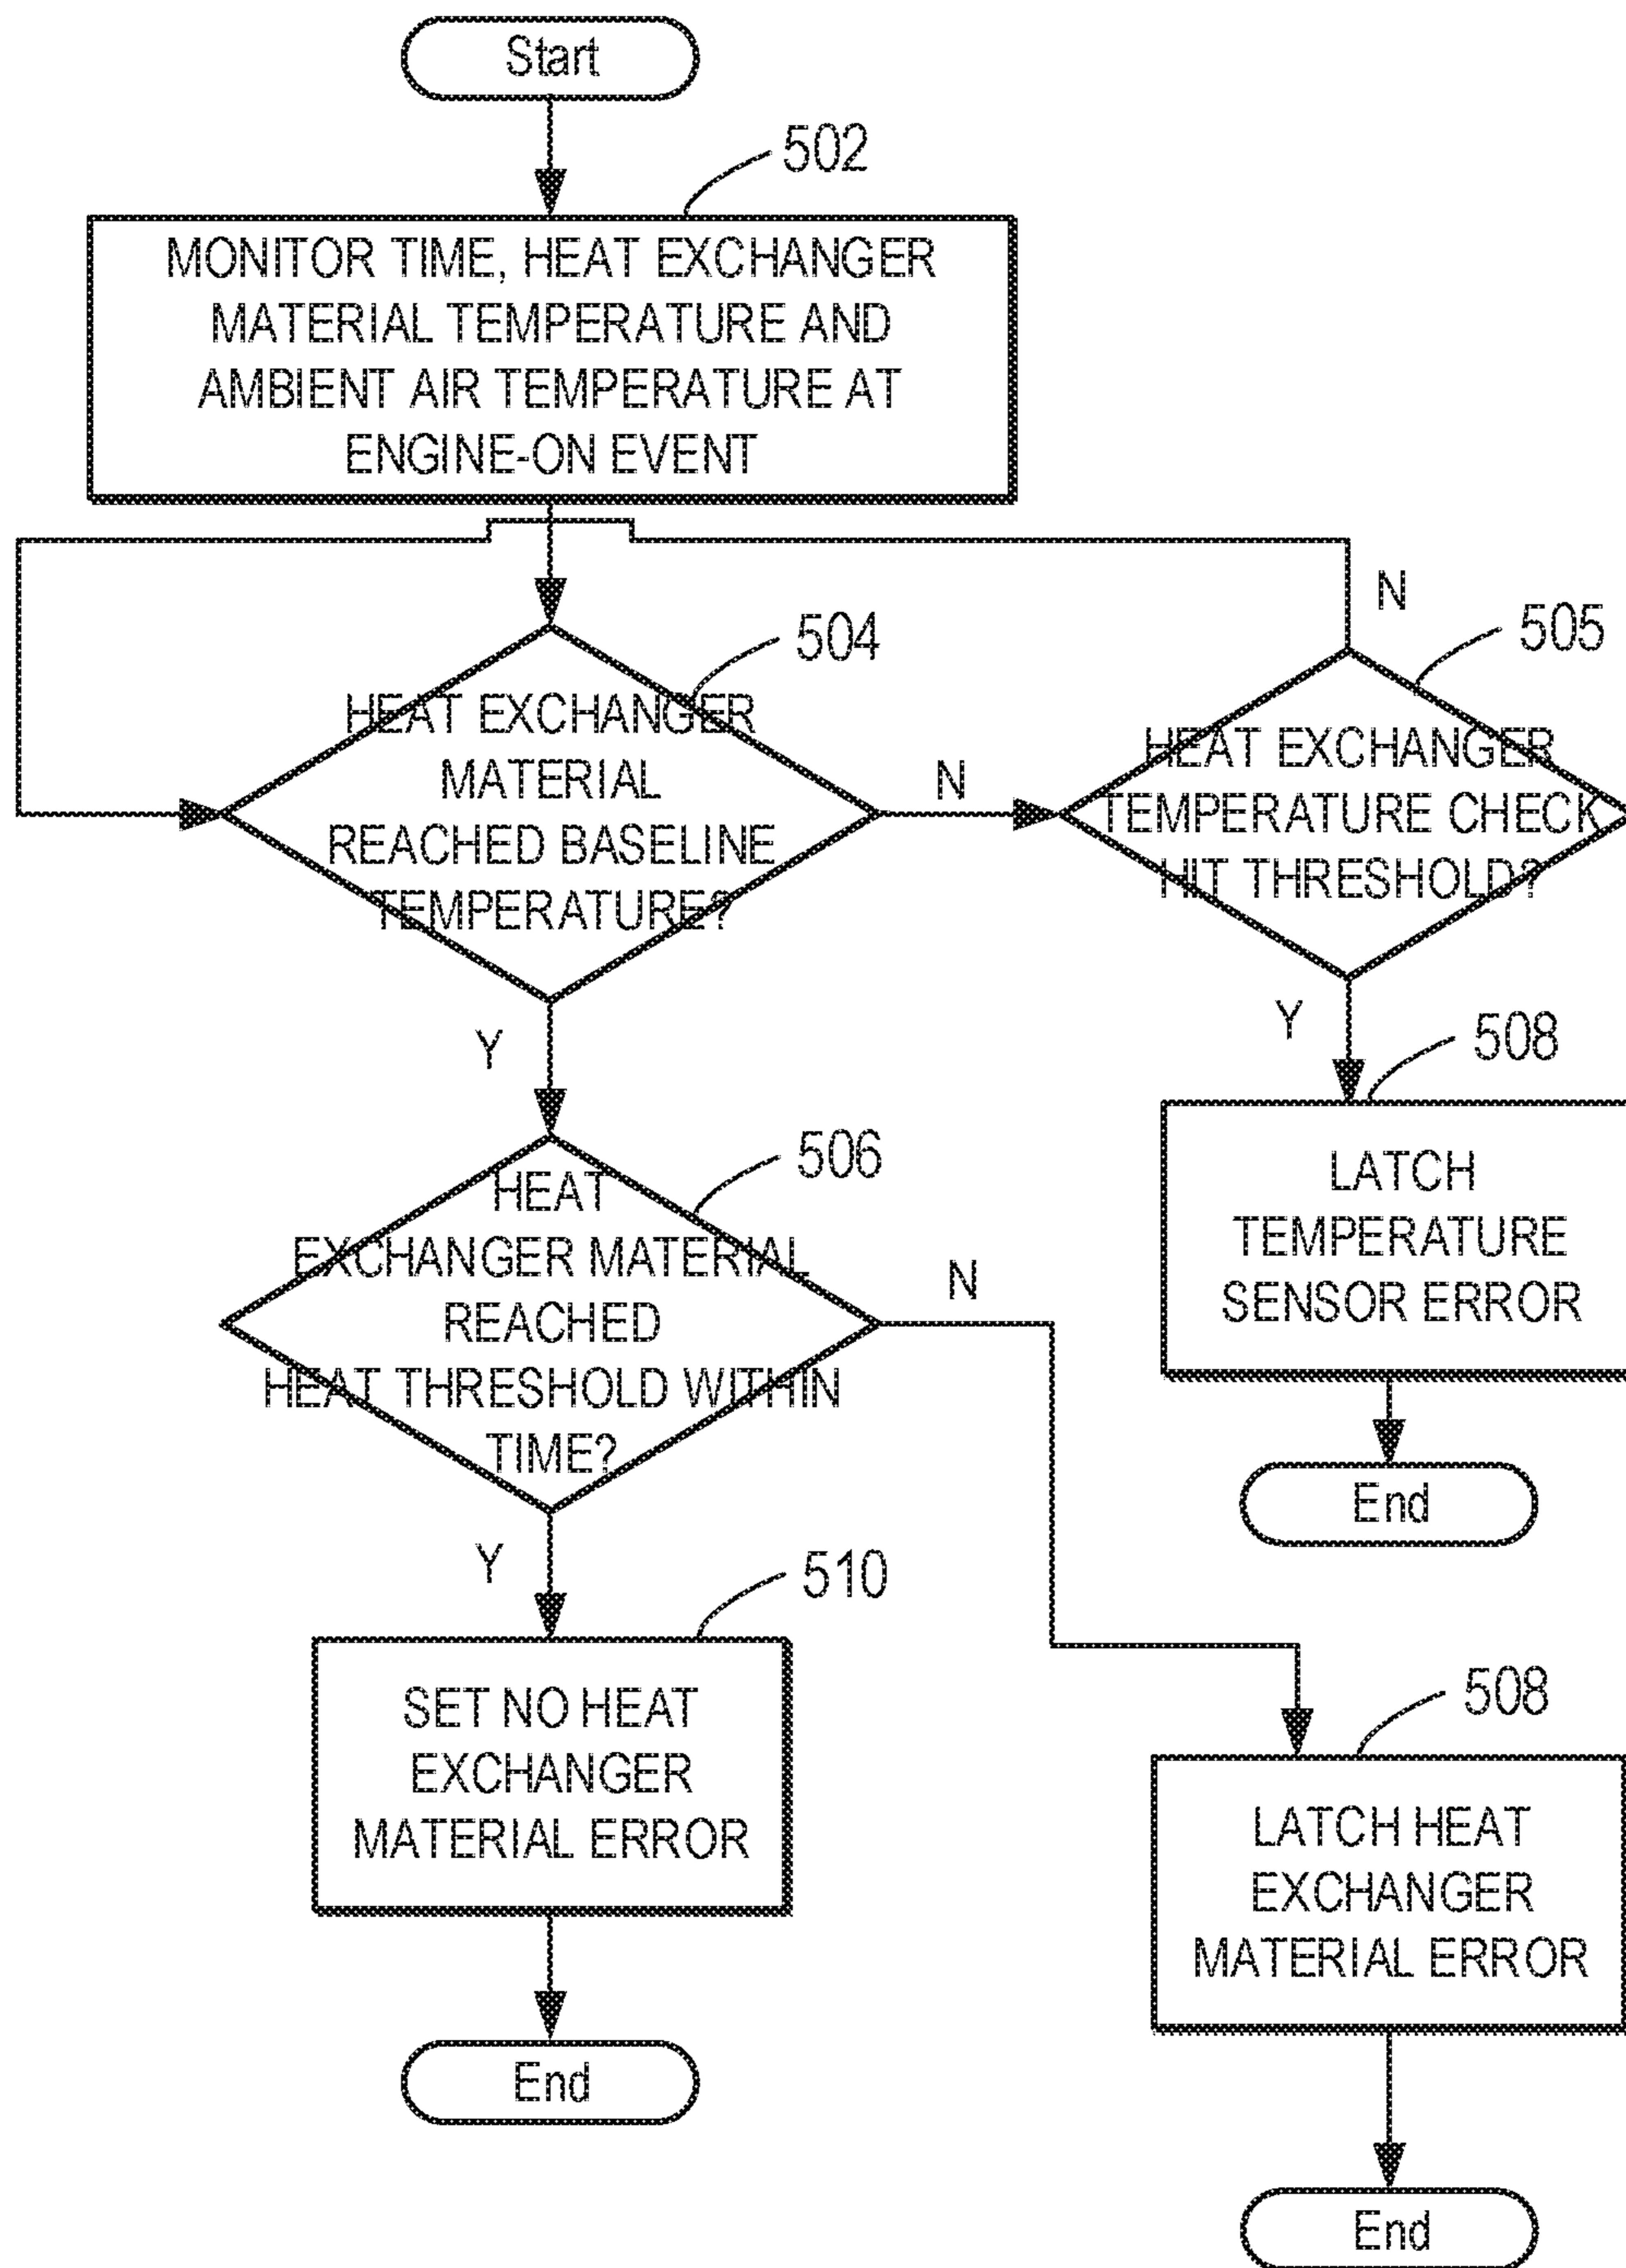 Start
502
MONITOR TIME, HEAT EXCHANGER
MATERIAL TEMPERATURE AND
AMBIENT AIR TEMPERATURE AT
ENGINE-ON EVENT
N
504
505
HEAT EXCHANGER
MATERIAL
REACHED BASELINE
TEMPERATURE?
N
HEAT EXCHANGER
TEMPERATURE CHECK
HIT THRESHOLD?
Y
Y
508
LATCH
TEMPERATURE
SENSOR ERROR
End
506
HEAT
EXCHANGER MATERIAL
REACHED
HEAT THRESHOLD WITHIN
TIME?
N
Y
510
SET NO HEAT
EXCHANGER
MATERIAL ERROR
End
508
LATCH HEAT
EXCHANGER
MATERIAL ERROR
End